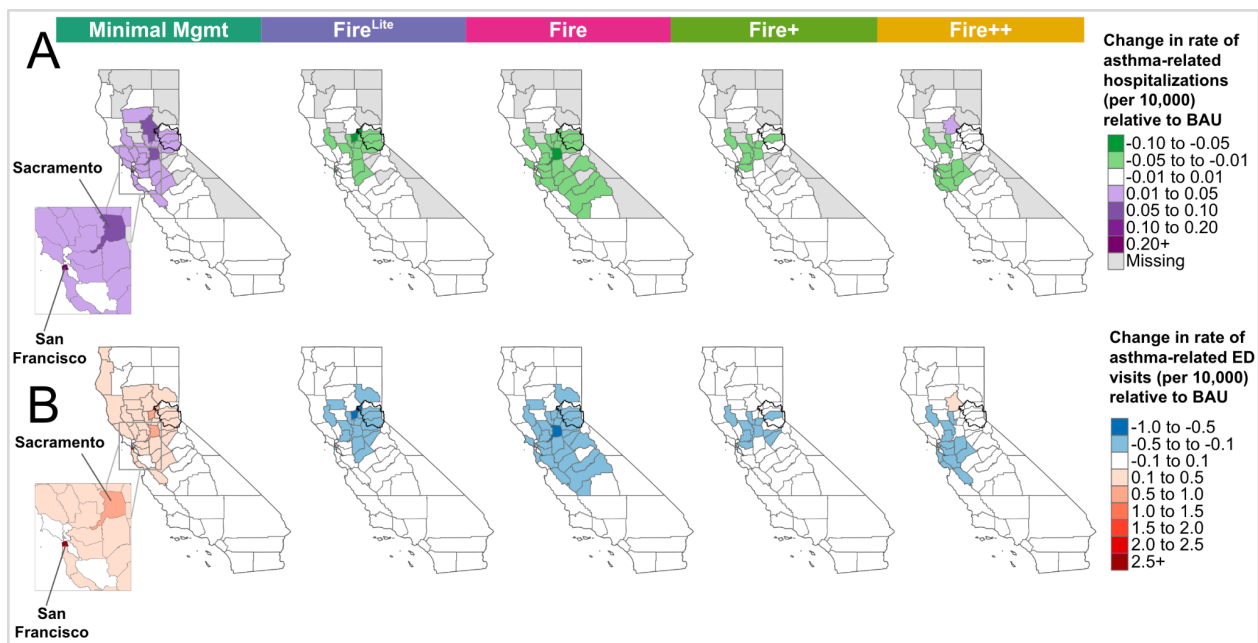 Minimal Mgmt
Fire^Lite
Fire
Fire+
Fire++
A
Change in rate of
asthma-related
hospitalizations
(per 10,000)
relative to BAU
-0.10 to -0.05
-0.05 to to -0.01
-0.01 to 0.01
0.01 to 0.05
0.05 to 0.10
0.10 to 0.20
0.20+
Missing
Sacramento
San
Francisco
B
Change in rate of
asthma-related ED
visits (per 10,000)
relative to BAU
-1.0 to -0.5
-0.5 to to -0.1
-0.1 to 0.1
0.1 to 0.5
0.5 to 1.0
1.0 to 1.5
1.5 to 2.0
2.0 to 2.5
2.5+
Sacramento
San
Francisco